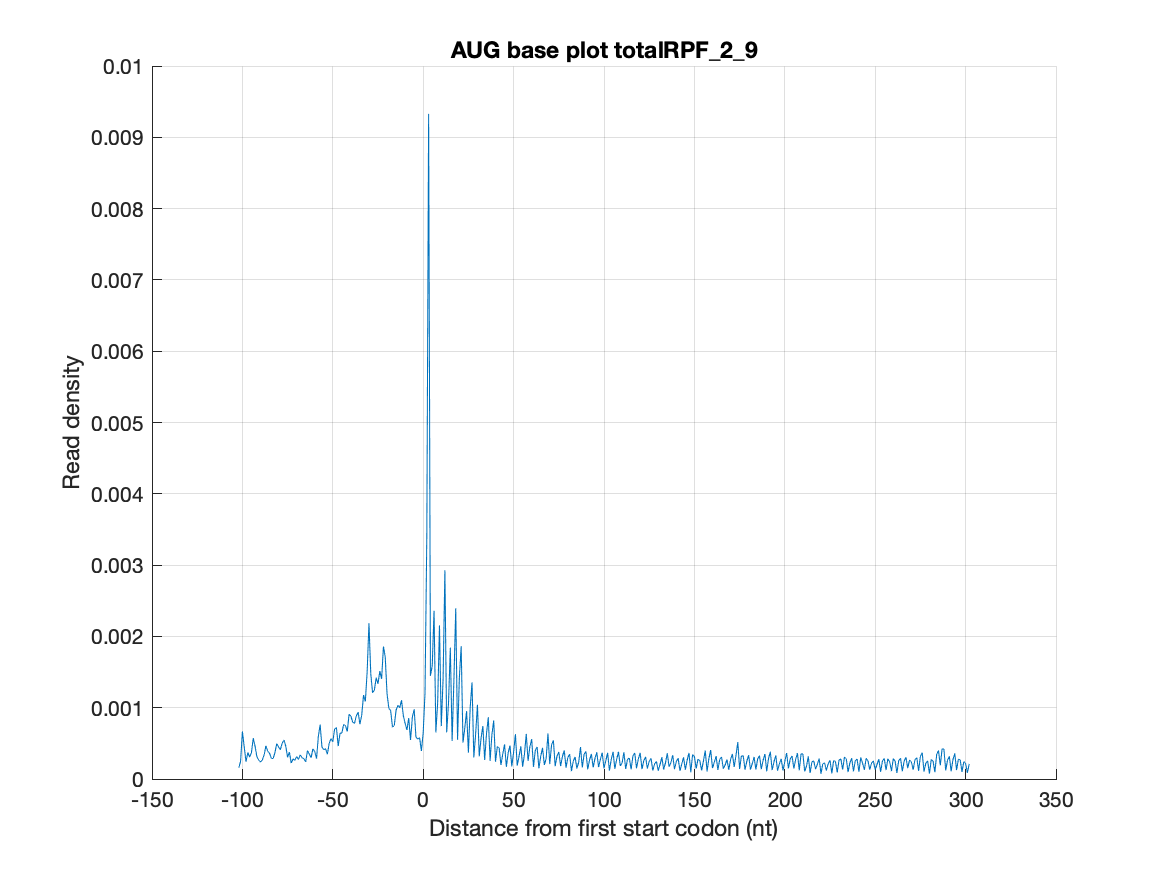 AUG base plot totalRPF_2_9
0.01
0.009
0.008
0.007
0.006
0.005
0.004
0.003
0.002
0.001
0
Read density
-150 -100 -50 0 50 100 150 200 250 300 350
Distance from first start codon (nt)